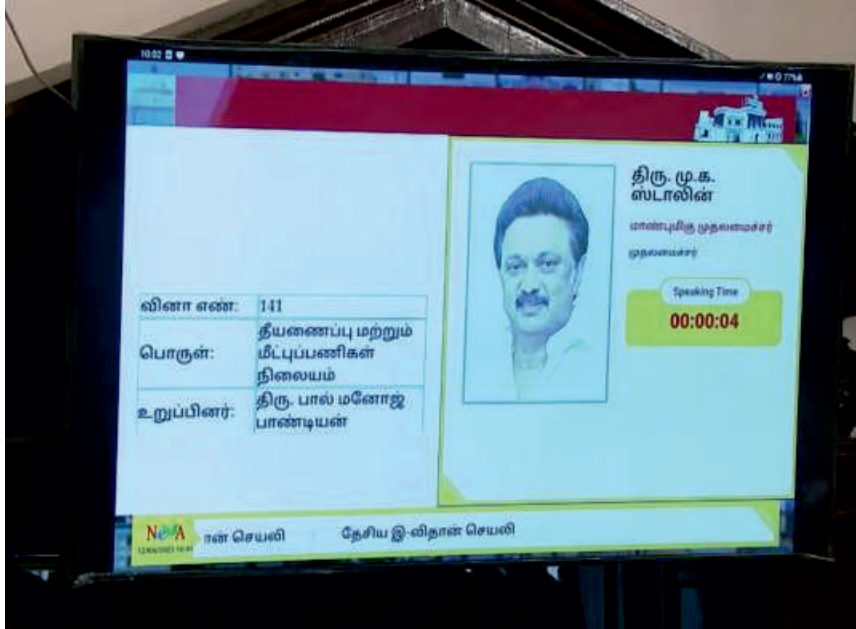 10:02
77%
வினா எண்: 141
பொருள்: தீயணைப்பு மற்றும்
மீட்புப்பணிகள்
நிலையம்
உறுப்பினர்: திரு. பால் மனோஜ்
பாண்டியன்
திரு. மு.க.
ஸ்டாலின்
மாண்புமிகு முதலமைச்சர்
முதலமைச்சர்
Speaking Time
00:00:04
NeVA
ான் செயலி தேசிய இ-விதான் செயலி